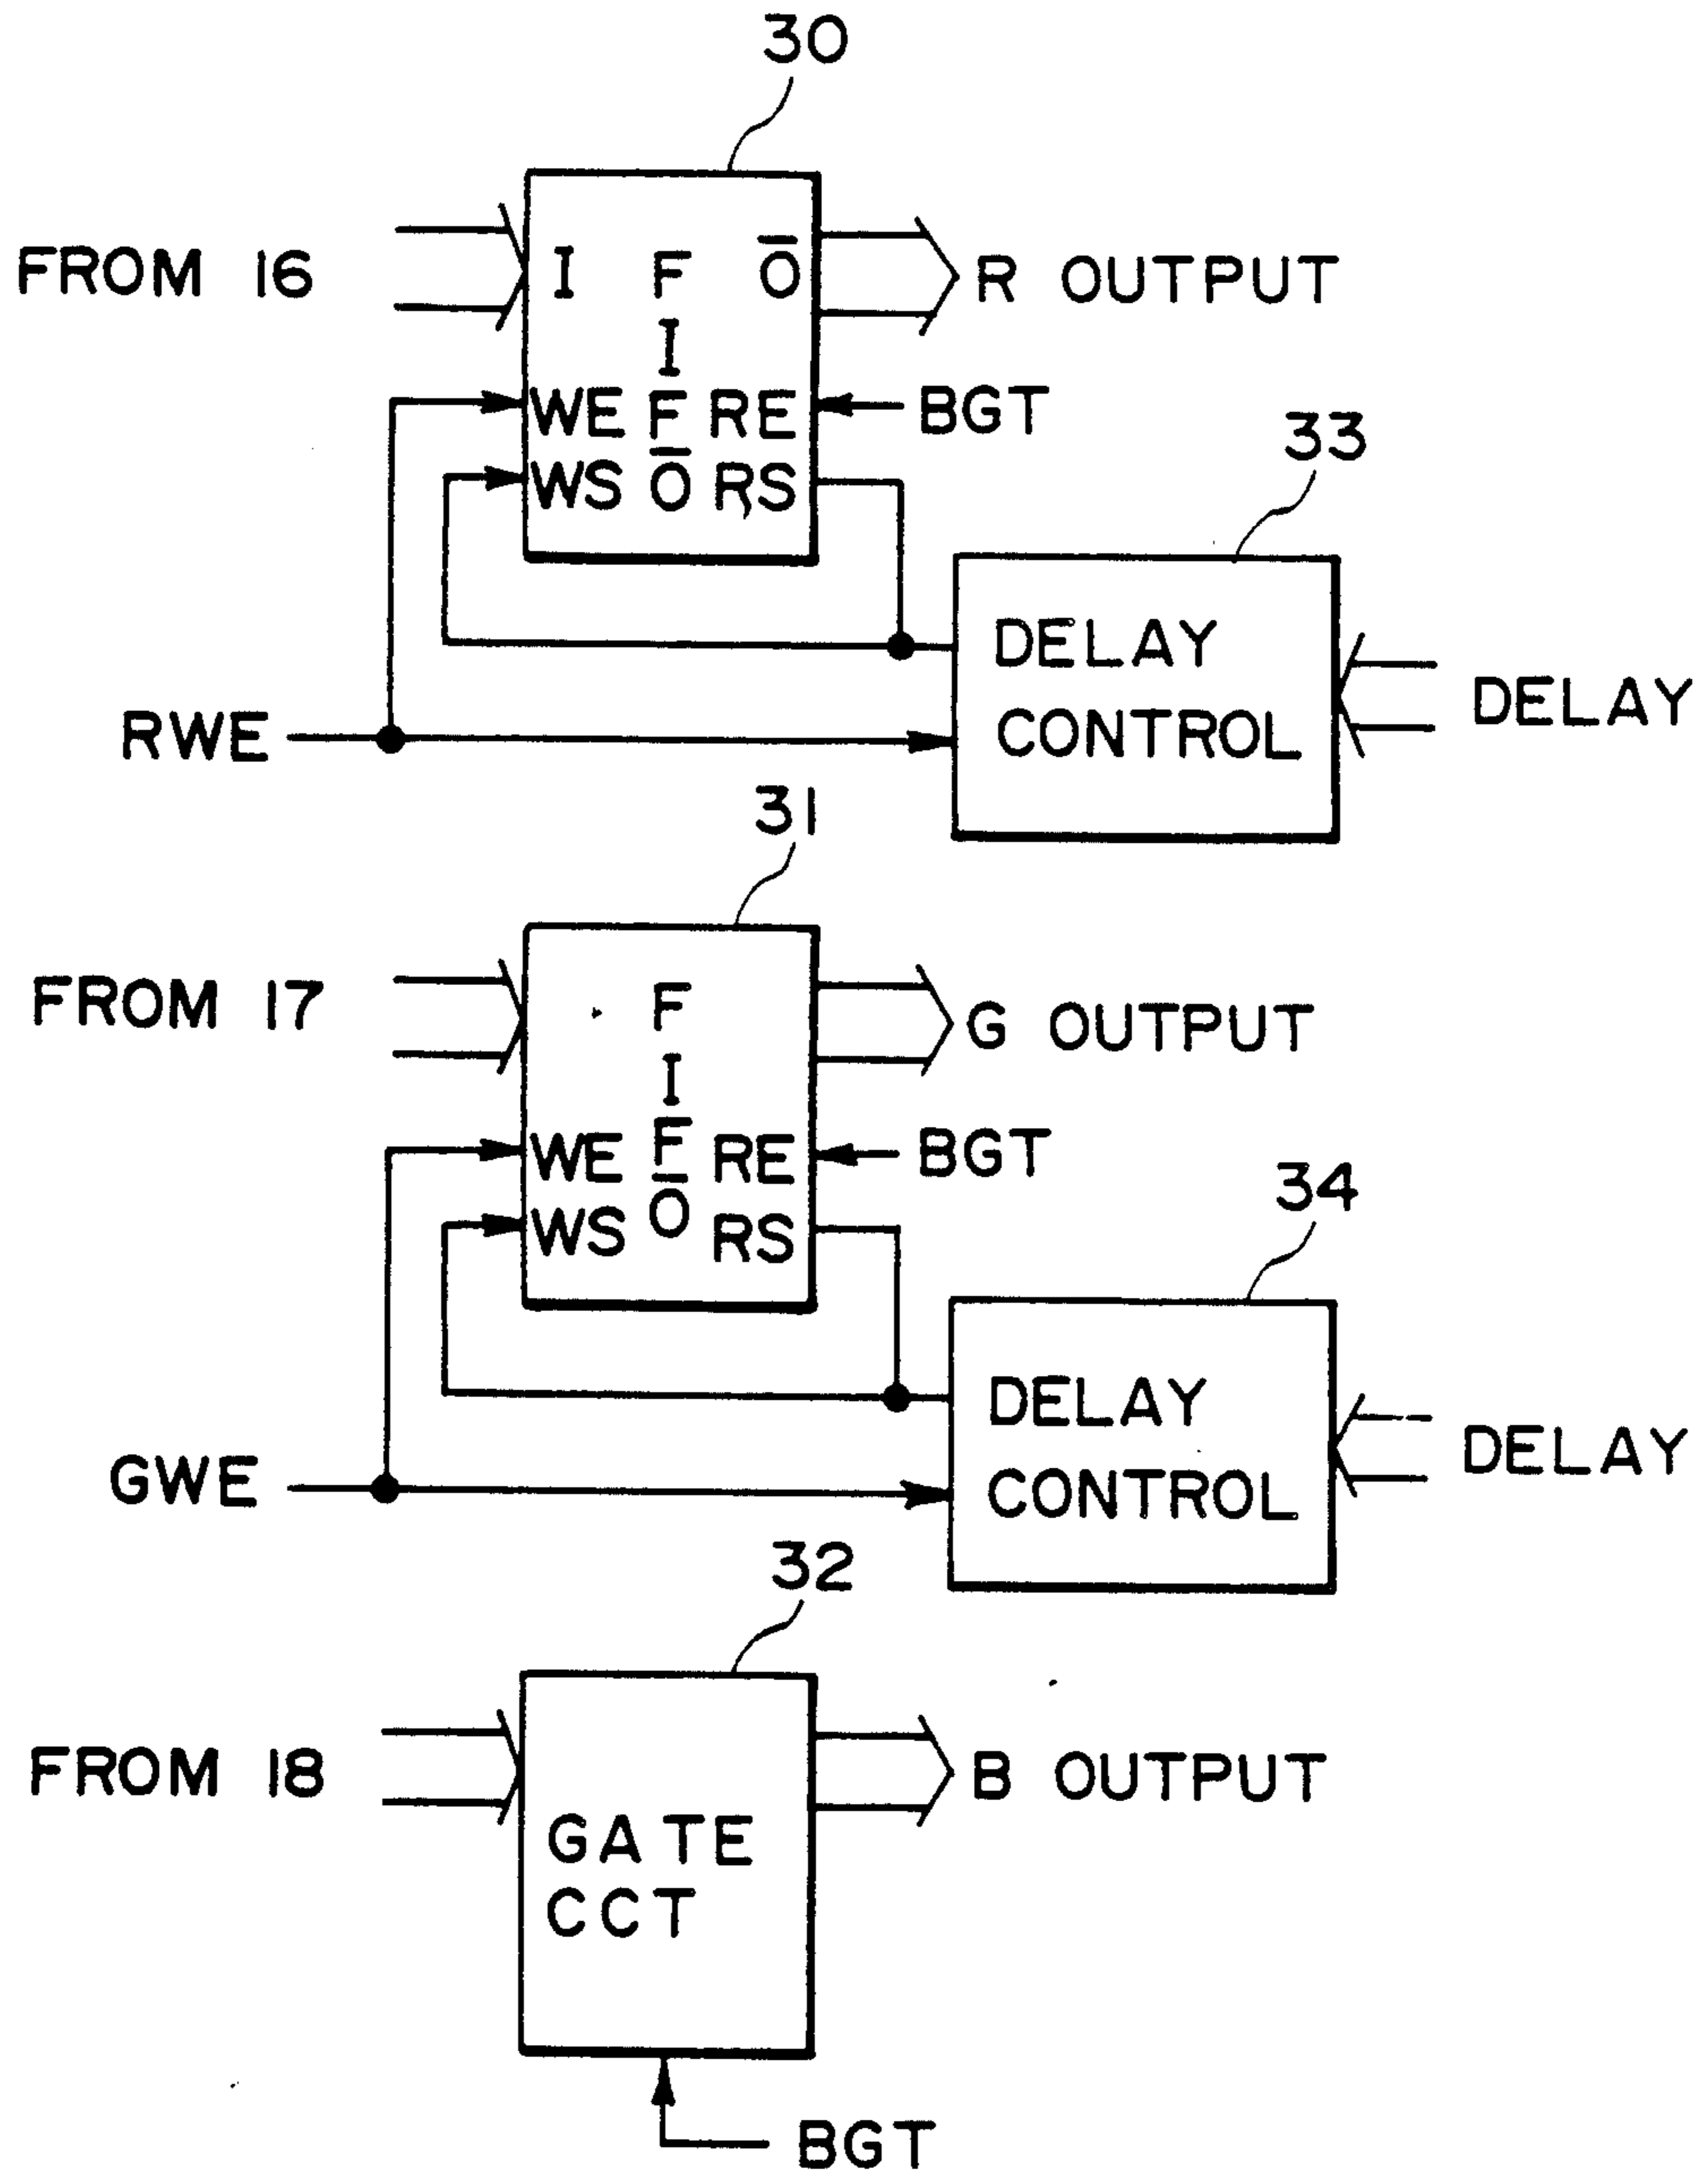 30
FROM 16
I F O̅ R OUTPUT
I
WE F RE BGT
WS O̅ RS
33
DELAY
CONTROL
DELAY
RWE
31
FROM 17
F G OUTPUT
I
WE F RE BGT
WS O̅ RS
34
DELAY
CONTROL
DELAY
GWE
32
FROM 18
B OUTPUT
GATE
CCT
BGT